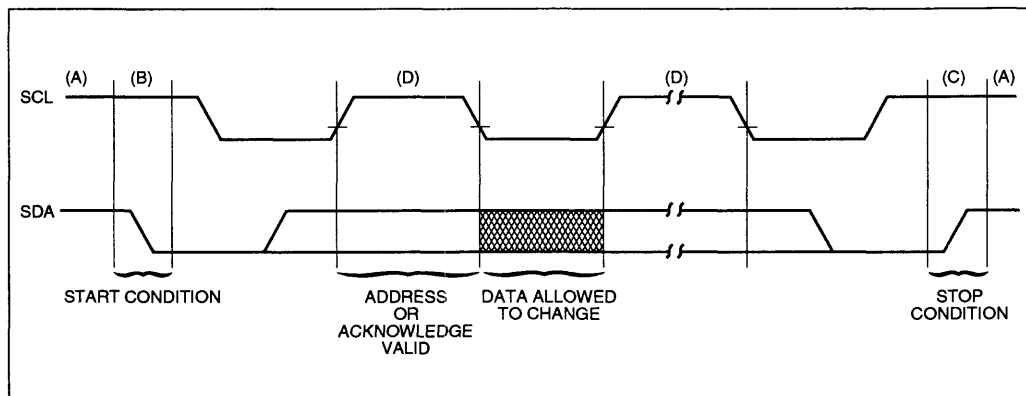 (A) (B) (D) (D) (C) (A)
SCL
SDA
START CONDITION
ADDRESS
OR
ACKNOWLEDGE
VALID
DATA ALLOWED
TO CHANGE
STOP
CONDITION